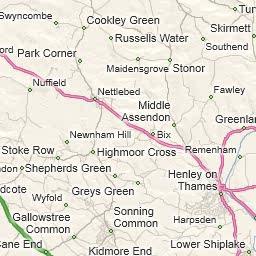 Swyncombe
Cookley Green
Russells Water
Skirmett
Southend
Park Corner
Maidensgrove
Stonor
Nuffield
Nettlebed
Fawley
Middle
Assendon
Greenlan
Newnham Hill
Bix
Stoke Row
Highmoor Cross
Remenham
Shepherds Green
Henley on
Thames
Wyfold
Greys Green
Gallowstree
Common
Sonning
Common
Harpsden
Cane End
Kidmore End
Lower Shiplake